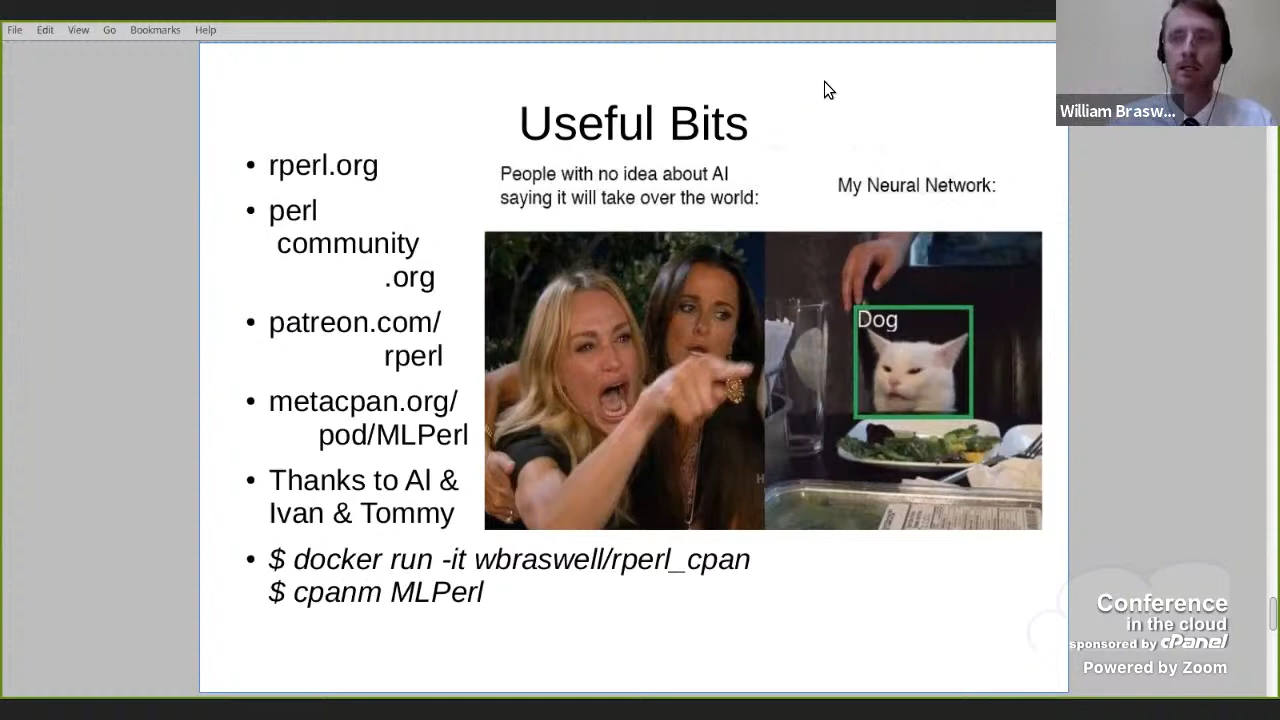 File Edit View Go Bookmarks Help
William Brasw...
Useful Bits
• rperl.org
• perl
community
.org
• patreon.com/
rperl
• metacpan.org/
pod/MLPerl
• Thanks to Al &
Ivan & Tommy
• $ docker run -it wbraswell/rperl_cpan
$ cpanm MLPerl
People with no idea about AI
saying it will take over the world:
My Neural Network:
Dog
Conference
in the cloud
sponsored by cPanel
Powered by Zoom